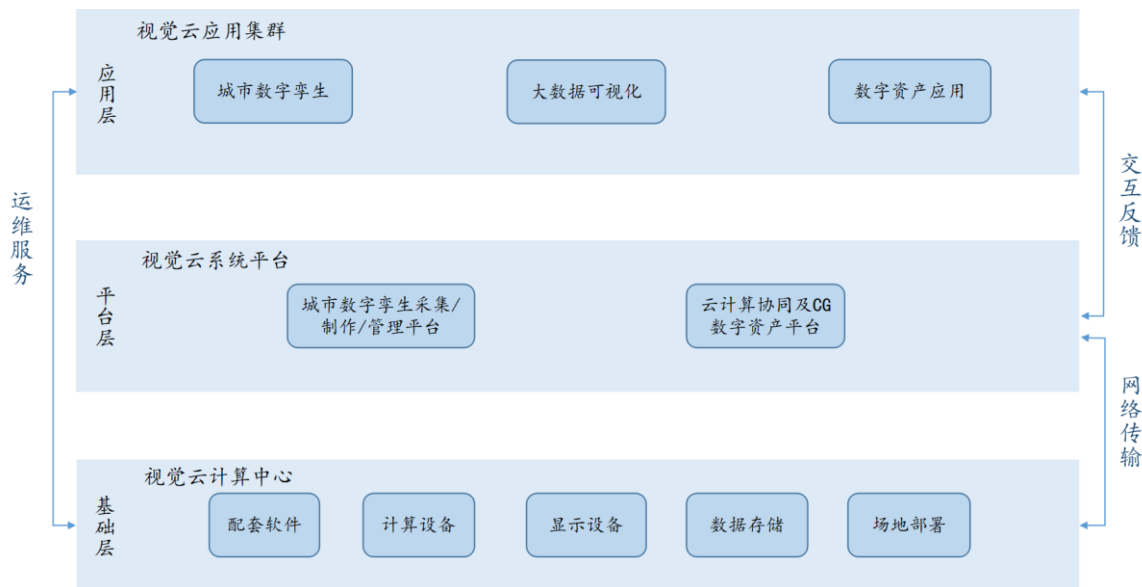 视觉云应用集群
应用层
城市数字孪生
大数据可视化
数字资产应用
运维服务
交互反馈
视觉云系统平台
平台层
城市数字孪生采集/
制作/管理平台
云计算协同及CG
数字资产平台
网络传输
视觉云计算中心
基础层
配套软件
计算设备
显示设备
数据存储
场地部署